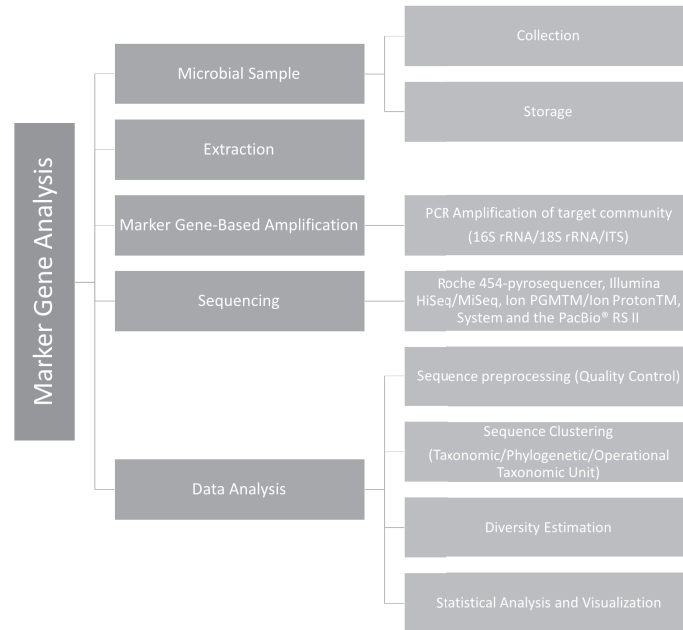 Marker Gene Analysis
Microbial Sample
Collection
Storage
Extraction
Marker Gene-Based Amplification
PCR Amplification of target community
(16S rRNA/18S rRNA/ITS)
Sequencing
Roche 454-pyrosequencer, Illumina
HiSeq/MiSeq, Ion PGMTM/Ion ProtonTM,
System and the PacBio® RS II
Data Analysis
Sequence preprocessing (Quality Control)
Sequence Clustering
(Taxonomic/Phylogenetic/Operational
Taxonomic Unit)
Diversity Estimation
Statistical Analysis and Visualization